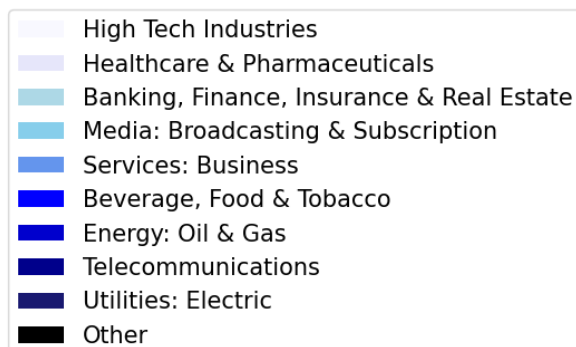 High Tech Industries
Healthcare & Pharmaceuticals
Banking, Finance, Insurance & Real Estate
Media: Broadcasting & Subscription
Services: Business
Beverage, Food & Tobacco
Energy: Oil & Gas
Telecommunications
Utilities: Electric
Other